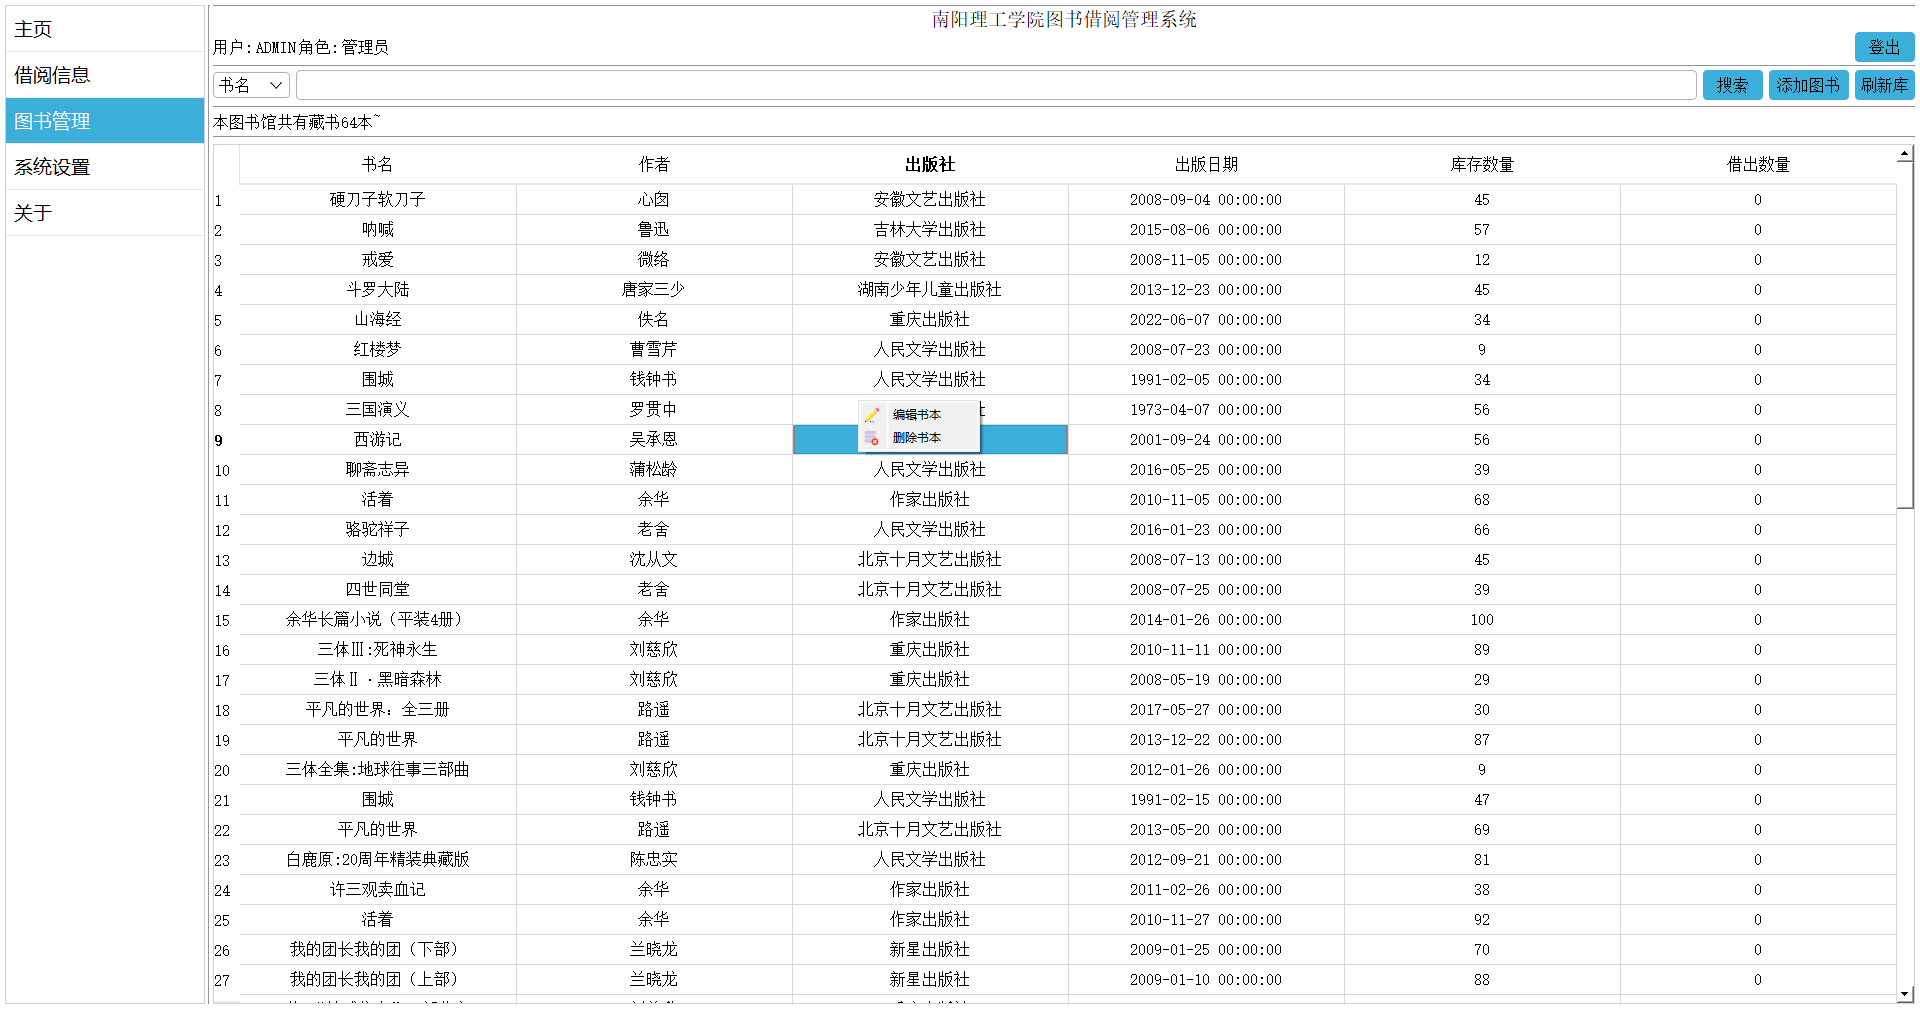 主页
借阅信息
图书管理
系统设置
关于
南阳理工学院图书借阅管理系统
用户:ADMIN角色:管理员 登出
书名 搜索 添加图书 刷新库
本图书馆共有藏书64本~
书名 作者 出版社 出版日期 库存数量 借出数量
1 硬刀子软刀子 心囱 安徽文艺出版社 2008-09-04 00:00:00 45 0
2 呐喊 鲁迅 吉林大学出版社 2015-08-06 00:00:00 57 0
3 戒爱 微络 安徽文艺出版社 2008-11-05 00:00:00 12 0
4 斗罗大陆 唐家三少 湖南少年儿童出版社 2013-12-23 00:00:00 45 0
5 山海经 佚名 重庆出版社 2022-06-07 00:00:00 34 0
6 红楼梦 曹雪芹 人民文学出版社 2008-07-23 00:00:00 9 0
7 围城 钱钟书 人民文学出版社 1991-02-05 00:00:00 34 0
8 三国演义 罗贯中 1973-04-07 00:00:00 56 0
编辑书本
删除书本
9 西游记 吴承恩 2001-09-24 00:00:00 56 0
10 聊斋志异 蒲松龄 人民文学出版社 2016-05-25 00:00:00 39 0
11 活着 余华 作家出版社 2010-11-05 00:00:00 68 0
12 骆驼祥子 老舍 人民文学出版社 2016-01-23 00:00:00 66 0
13 边城 沈从文 北京十月文艺出版社 2008-07-13 00:00:00 45 0
14 四世同堂 老舍 北京十月文艺出版社 2008-07-25 00:00:00 39 0
15 余华长篇小说（平装4册） 余华 作家出版社 2014-01-26 00:00:00 100 0
16 三体Ⅲ:死神永生 刘慈欣 重庆出版社 2010-11-11 00:00:00 89 0
17 三体Ⅱ·黑暗森林 刘慈欣 重庆出版社 2008-05-19 00:00:00 29 0
18 平凡的世界：全三册 路遥 北京十月文艺出版社 2017-05-27 00:00:00 30 0
19 平凡的世界 路遥 北京十月文艺出版社 2013-12-22 00:00:00 87 0
20 三体全集:地球往事三部曲 刘慈欣 重庆出版社 2012-01-26 00:00:00 9 0
21 围城 钱钟书 人民文学出版社 1991-02-15 00:00:00 47 0
22 平凡的世界 路遥 北京十月文艺出版社 2013-05-20 00:00:00 69 0
23 白鹿原:20周年精装典藏版 陈忠实 人民文学出版社 2012-09-21 00:00:00 81 0
24 许三观卖血记 余华 作家出版社 2011-02-26 00:00:00 38 0
25 活着 余华 作家出版社 2010-11-27 00:00:00 92 0
26 我的团长我的团（下部） 兰晓龙 新星出版社 2009-01-25 00:00:00 70 0
27 我的团长我的团（上部） 兰晓龙 新星出版社 2009-01-10 00:00:00 88 0